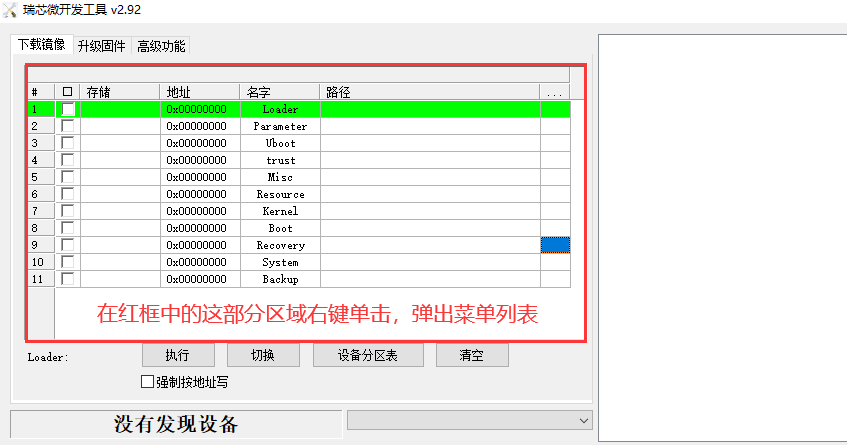 瑞芯微开发工具 v2.92
下载镜像 升级固件 高级功能
# 存储 地址 名字 路径 ...
1 0x00000000 Loader
2 0x00000000 Parameter
3 0x00000000 Uboot
4 0x00000000 trust
5 0x00000000 Misc
6 0x00000000 Resource
7 0x00000000 Kernel
8 0x00000000 Boot
9 0x00000000 Recovery
10 0x00000000 System
11 0x00000000 Backup
在红框中的这部分区域右键单击，弹出菜单列表
Loader: 执行 切换 设备分区表 清空
强制按地址写
没有发现设备